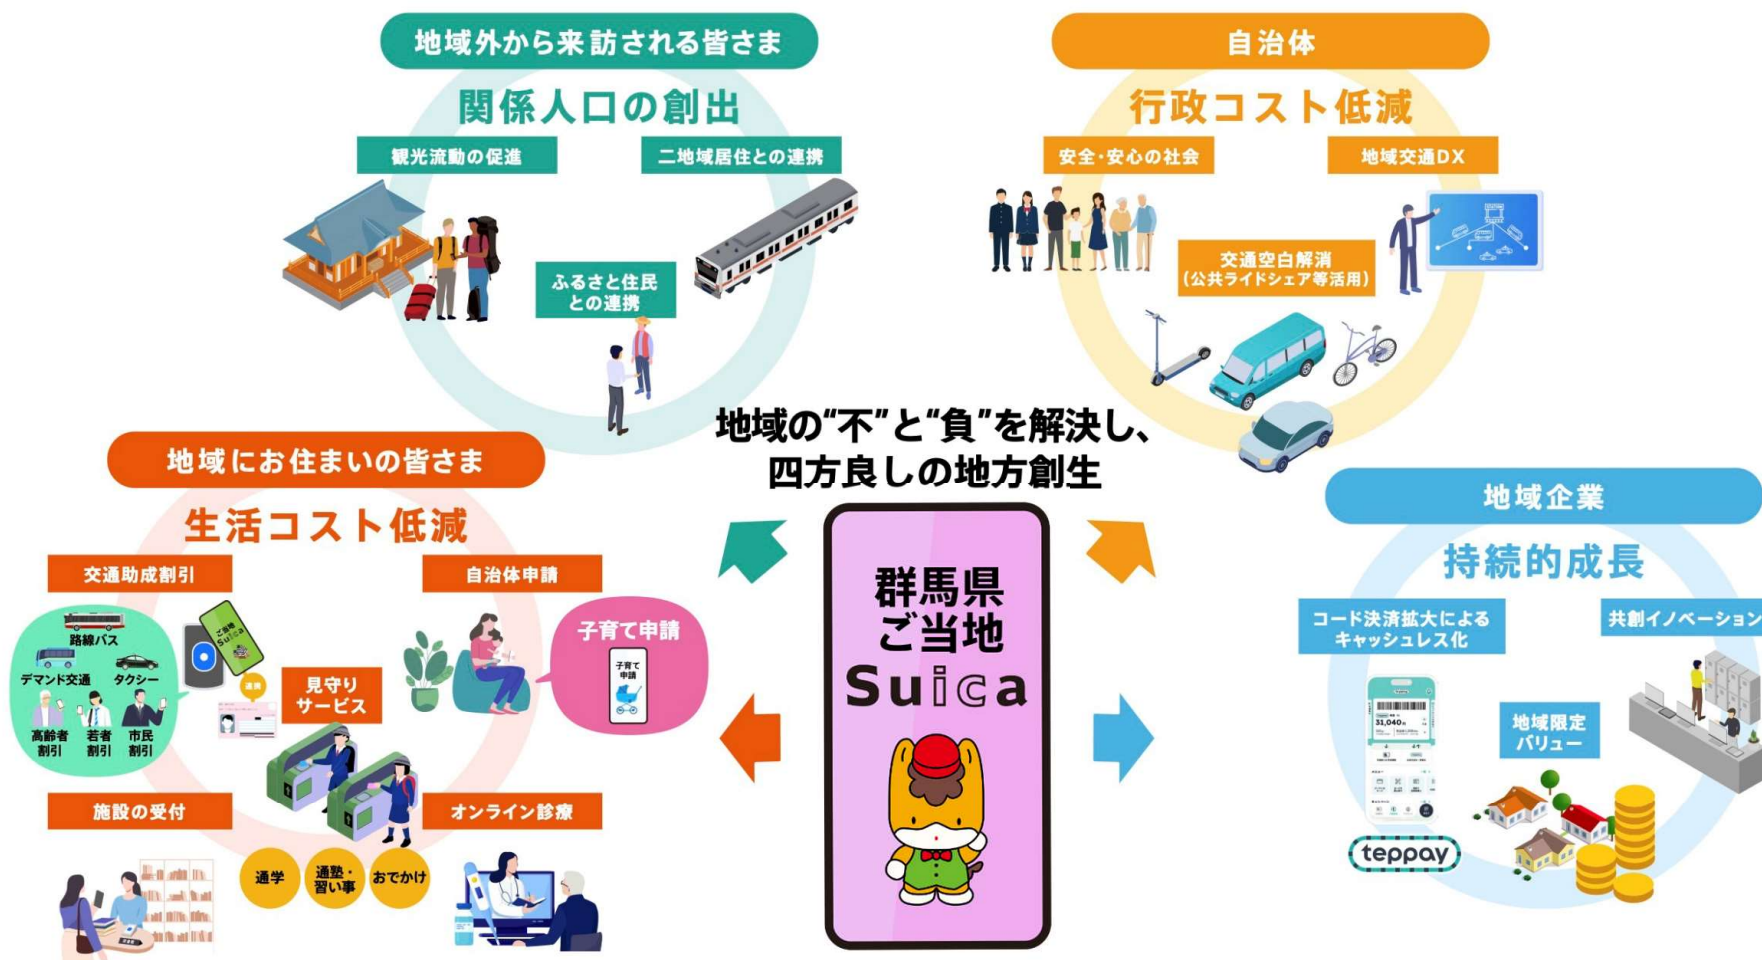 地域外から来訪される皆さま
関係人口の創出
観光流動の促進
二地域居住との連携
ふるさと住民
との連携
自治体
行政コスト低減
安全・安心の社会
地域交通DX
交通空白解消
(公共ライドシェア等活用)
地域の“不”と“負”を解決し、
四方良しの地方創生
地域にお住まいの皆さま
生活コスト低減
交通助成割引
自治体申請
路線バス
デマンド交通
タクシー
高齢者
割引
若者
割引
市民
割引
ご当地
Suica
連携
見守り
サービス
子育て申請
子育て
申請
施設の受付
オンライン診療
通学
通塾・
習い事
おでかけ
群馬県
ご当地
Suica
地域企業
持続的成長
コード決済拡大による
キャッシュレス化
共創イノベーション
31,040
地域限定
バリュー
teppay